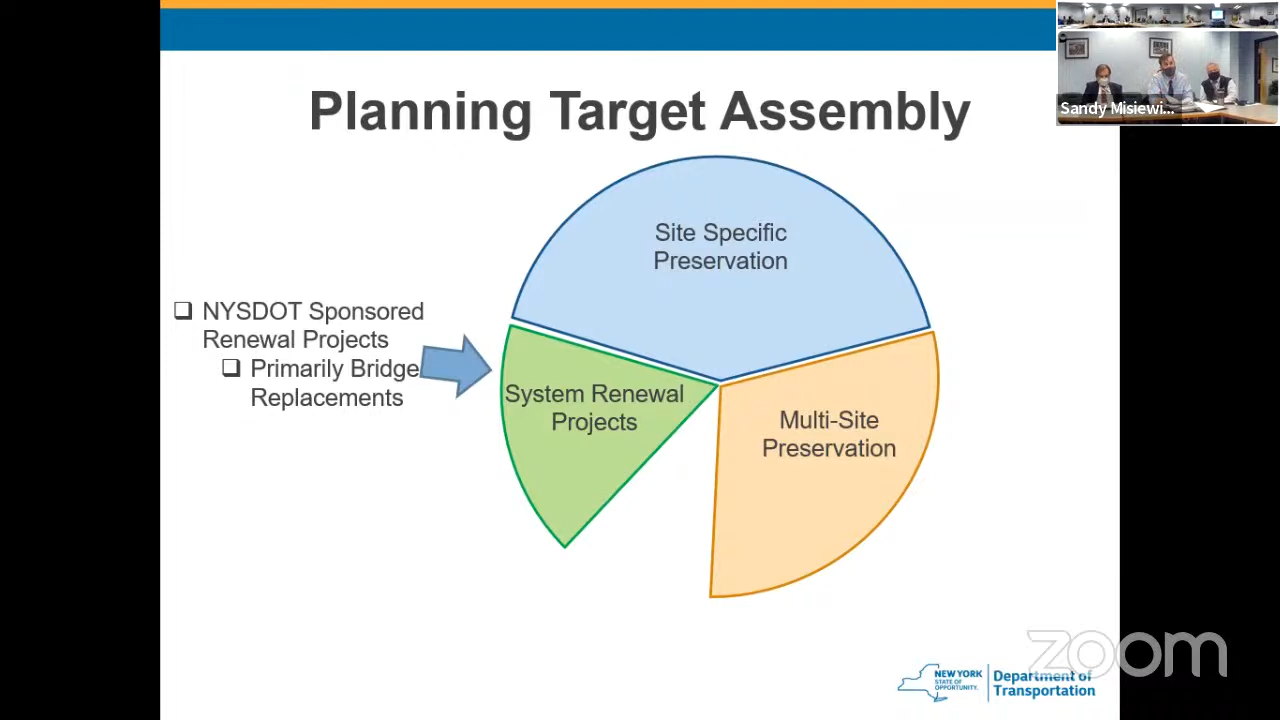 Planning Target Assembly
Sandy Misiewi...
Site Specific
Preservation
❑ NYSDOT Sponsored
Renewal Projects
❑ Primarily Bridge
Replacements
System Renewal
Projects
Multi-Site
Preservation
zoom
NEW YORK
STATE OF
OPPORTUNITY.
Department of
Transportation